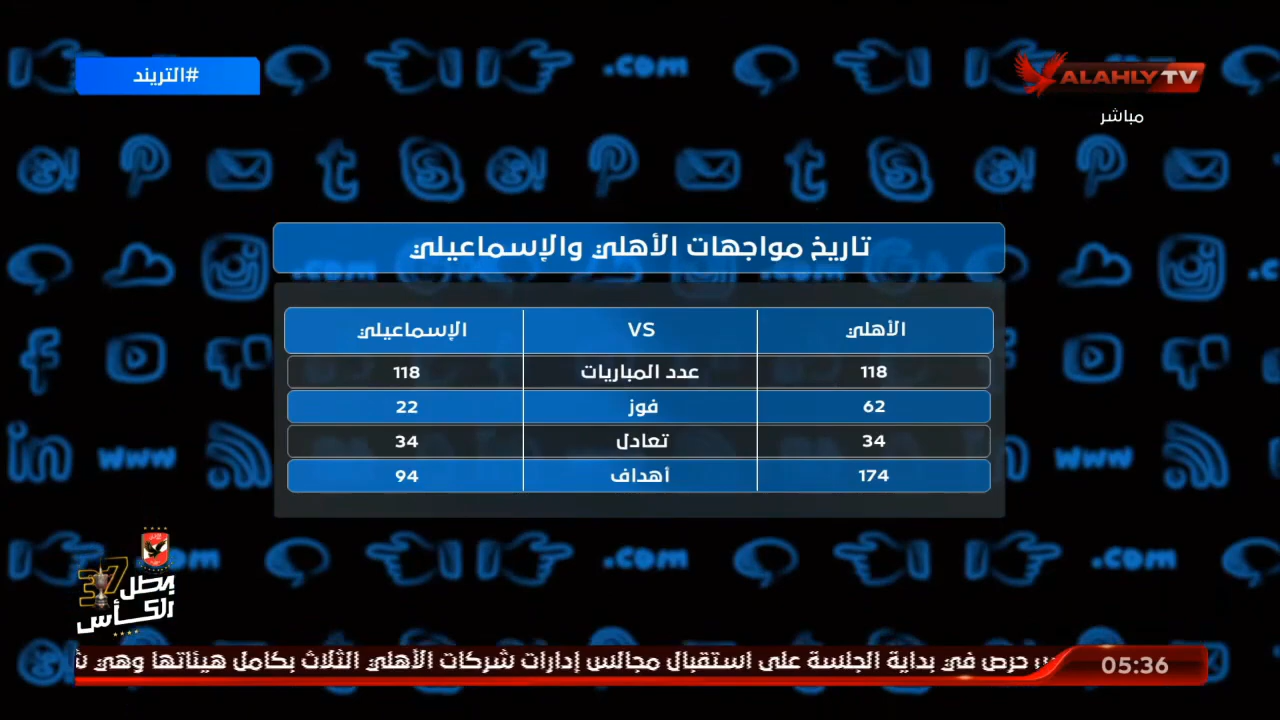 #التريند
ALAHLY TV
مباشر
تاريخ مواجهات الأهلي والإسماعيلي
الأهلي VS الإسماعيلي
118 عدد المباريات 118
62 فوز 22
34 تعادل 34
174 أهداف 94
بطل 37
الكأس
حرص في بداية الجلسة على استقبال مجالس إدارات شركات الأهلي الثلاث بكامل هيئاتها وهي
05:36